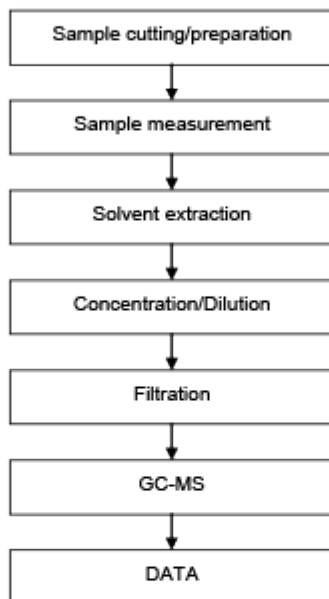 Sample cutting/preparation
Sample measurement
Solvent extraction
Concentration/Dilution
Filtration
GC-MS
DATA